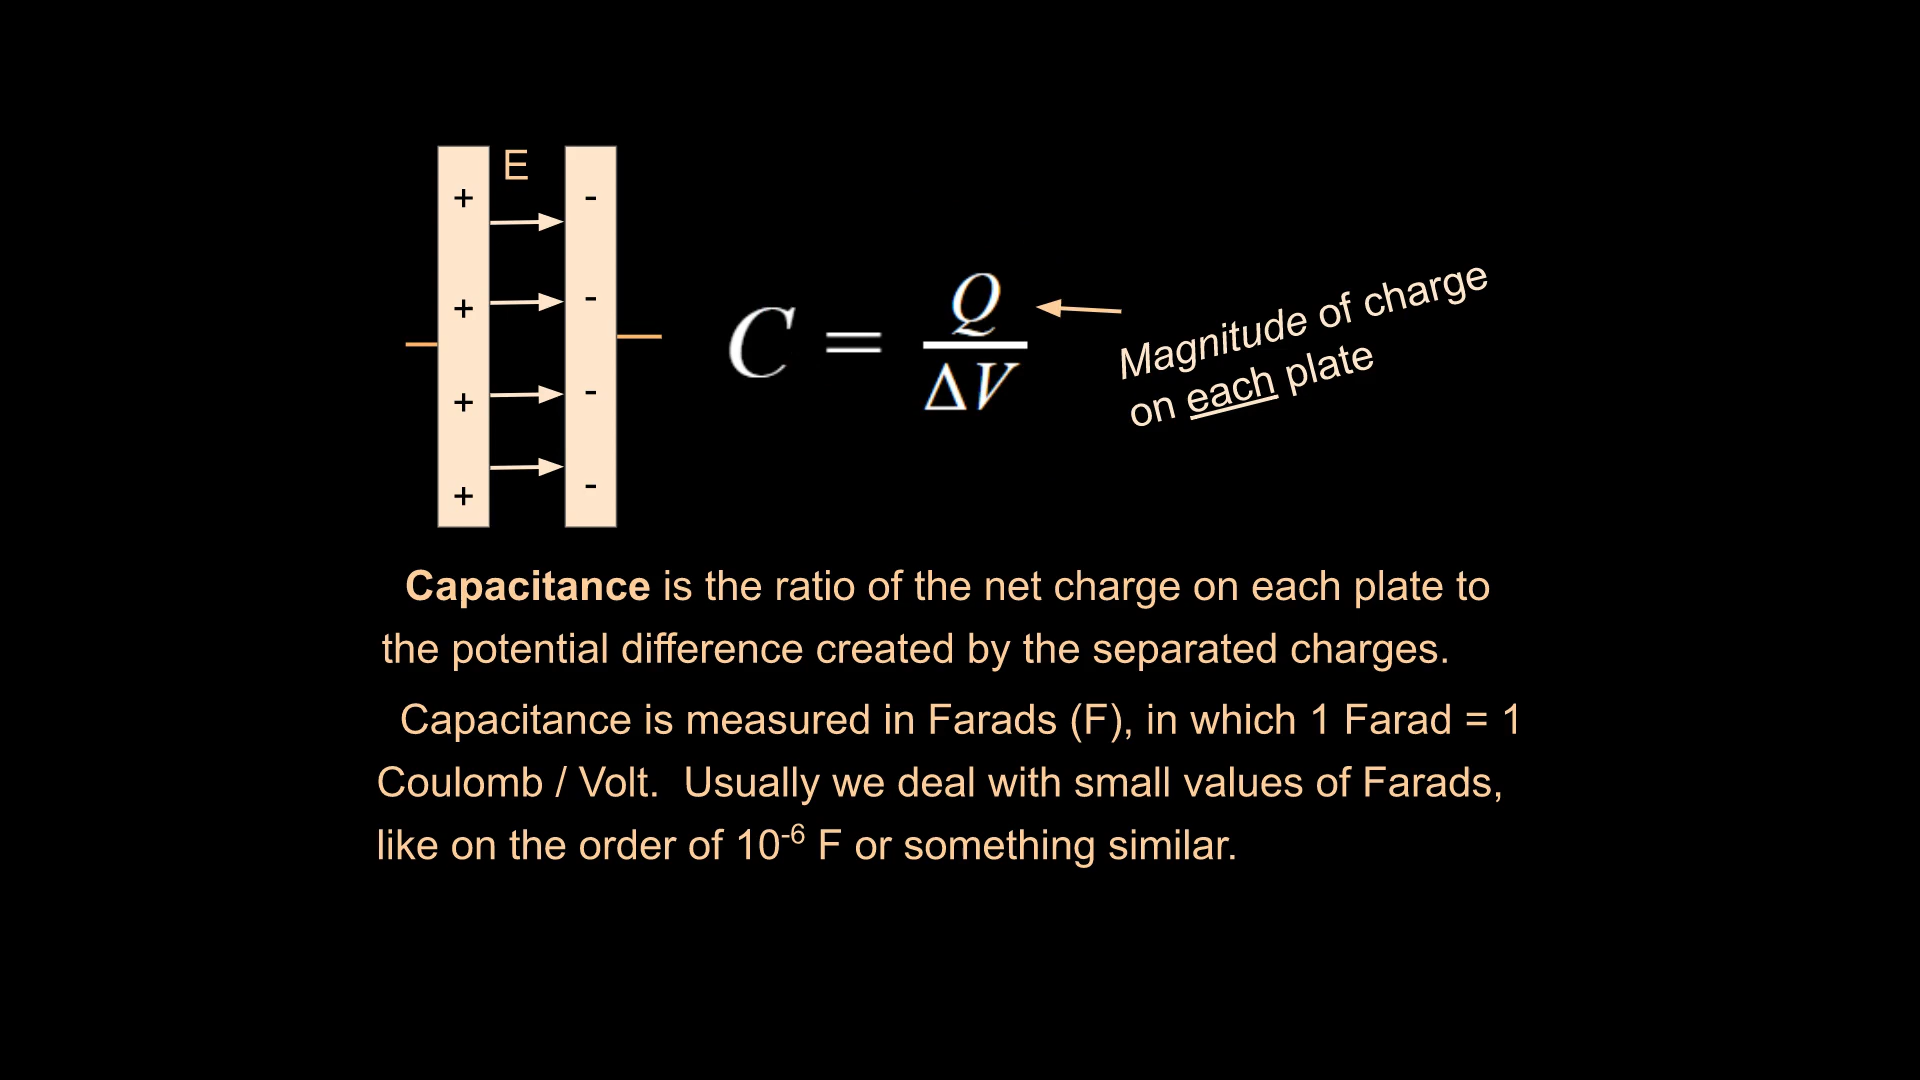 E
+ -
+ -
+ -
+ -
C = Q / ΔV
Magnitude of charge
on each plate
Capacitance is the ratio of the net charge on each plate to
the potential difference created by the separated charges.
Capacitance is measured in Farads (F), in which 1 Farad = 1
Coulomb / Volt.  Usually we deal with small values of Farads,
like on the order of 10⁻⁶ F or something similar.